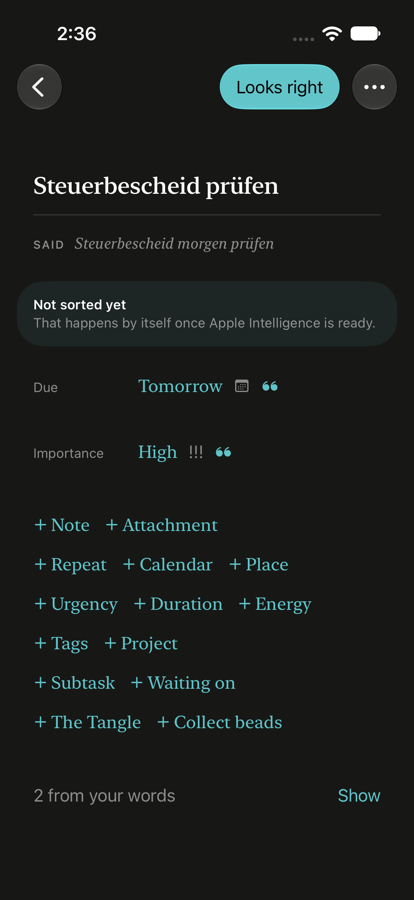 2:36
Looks right
Steuerbescheid prüfen
SAID Steuerbescheid morgen prüfen
Not sorted yet
That happens by itself once Apple Intelligence is ready.
Due Tomorrow
Importance High !!!
+ Note + Attachment
+ Repeat + Calendar + Place
+ Urgency + Duration + Energy
+ Tags + Project
+ Subtask + Waiting on
+ The Tangle + Collect beads
2 from your words Show